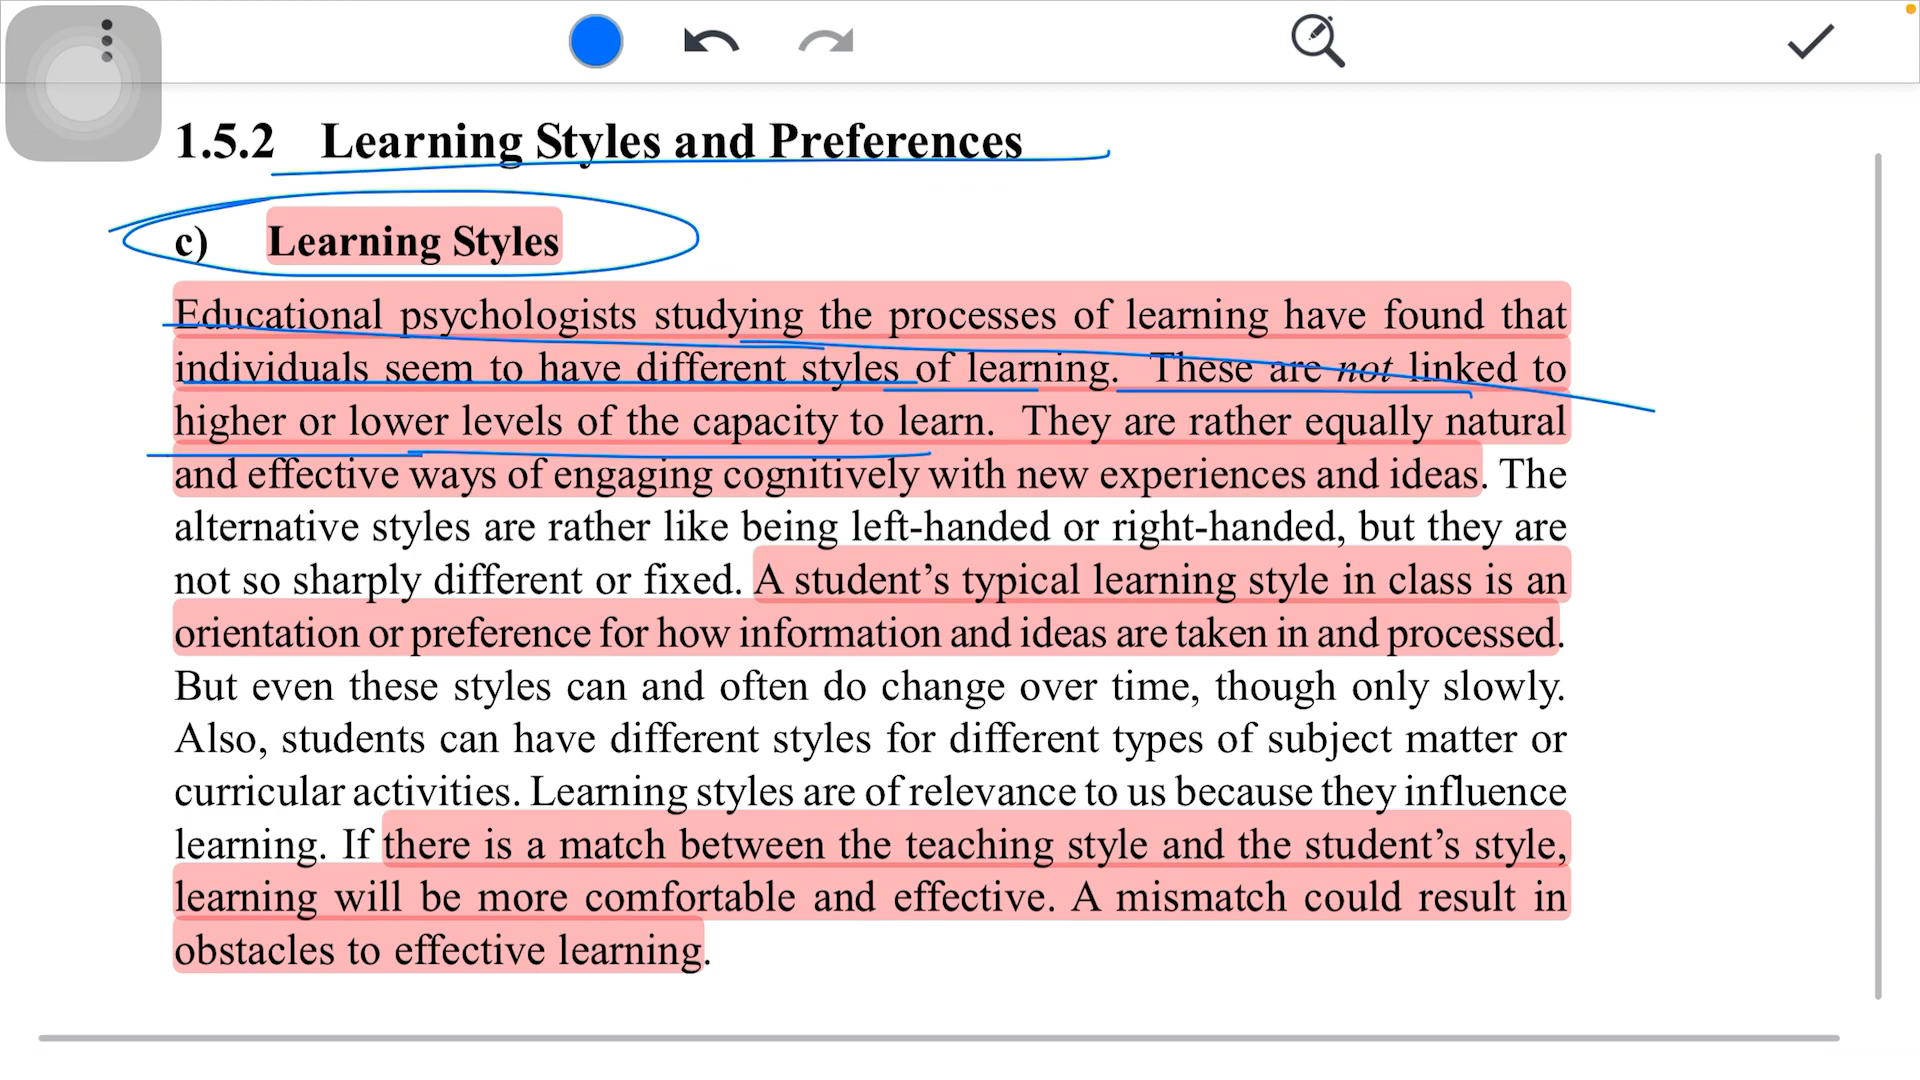 1.5.2 Learning Styles and Preferences
c) Learning Styles
Educational psychologists studying the processes of learning have found that
individuals seem to have different styles of learning. These are not linked to
higher or lower levels of the capacity to learn. They are rather equally natural
and effective ways of engaging cognitively with new experiences and ideas. The
alternative styles are rather like being left-handed or right-handed, but they are
not so sharply different or fixed. A student’s typical learning style in class is an
orientation or preference for how information and ideas are taken in and processed.
But even these styles can and often do change over time, though only slowly.
Also, students can have different styles for different types of subject matter or
curricular activities. Learning styles are of relevance to us because they influence
learning. If there is a match between the teaching style and the student’s style,
learning will be more comfortable and effective. A mismatch could result in
obstacles to effective learning.